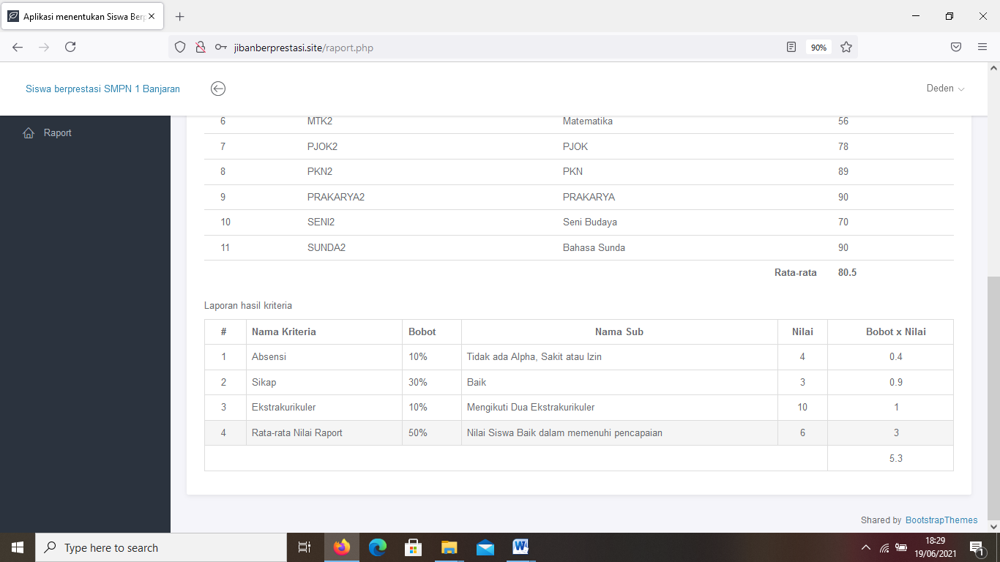 Aplikasi menentukan Siswa Berp
jibanberprestasi.site/raport.php
90%
Siswa berprestasi SMPN 1 Banjaran
Deden
Raport
6 MTK2 Matematika 56
7 PJOK2 PJOK 78
8 PKN2 PKN 89
9 PRAKARYA2 PRAKARYA 90
10 SENI2 Seni Budaya 70
11 SUNDA2 Bahasa Sunda 90
Rata-rata 80.5
Laporan hasil kriteria
# Nama Kriteria Bobot Nama Sub Nilai Bobot x Nilai
1 Absensi 10% Tidak ada Alpha, Sakit atau Izin 4 0.4
2 Sikap 30% Baik 3 0.9
3 Ekstrakurikuler 10% Mengikuti Dua Ekstrakurikuler 10 1
4 Rata-rata Nilai Raport 50% Nilai Siswa Baik dalam memenuhi pencapaian 6 3
5.3
Shared by BootstrapThemes
Type here to search
18:29
19/06/2021
1